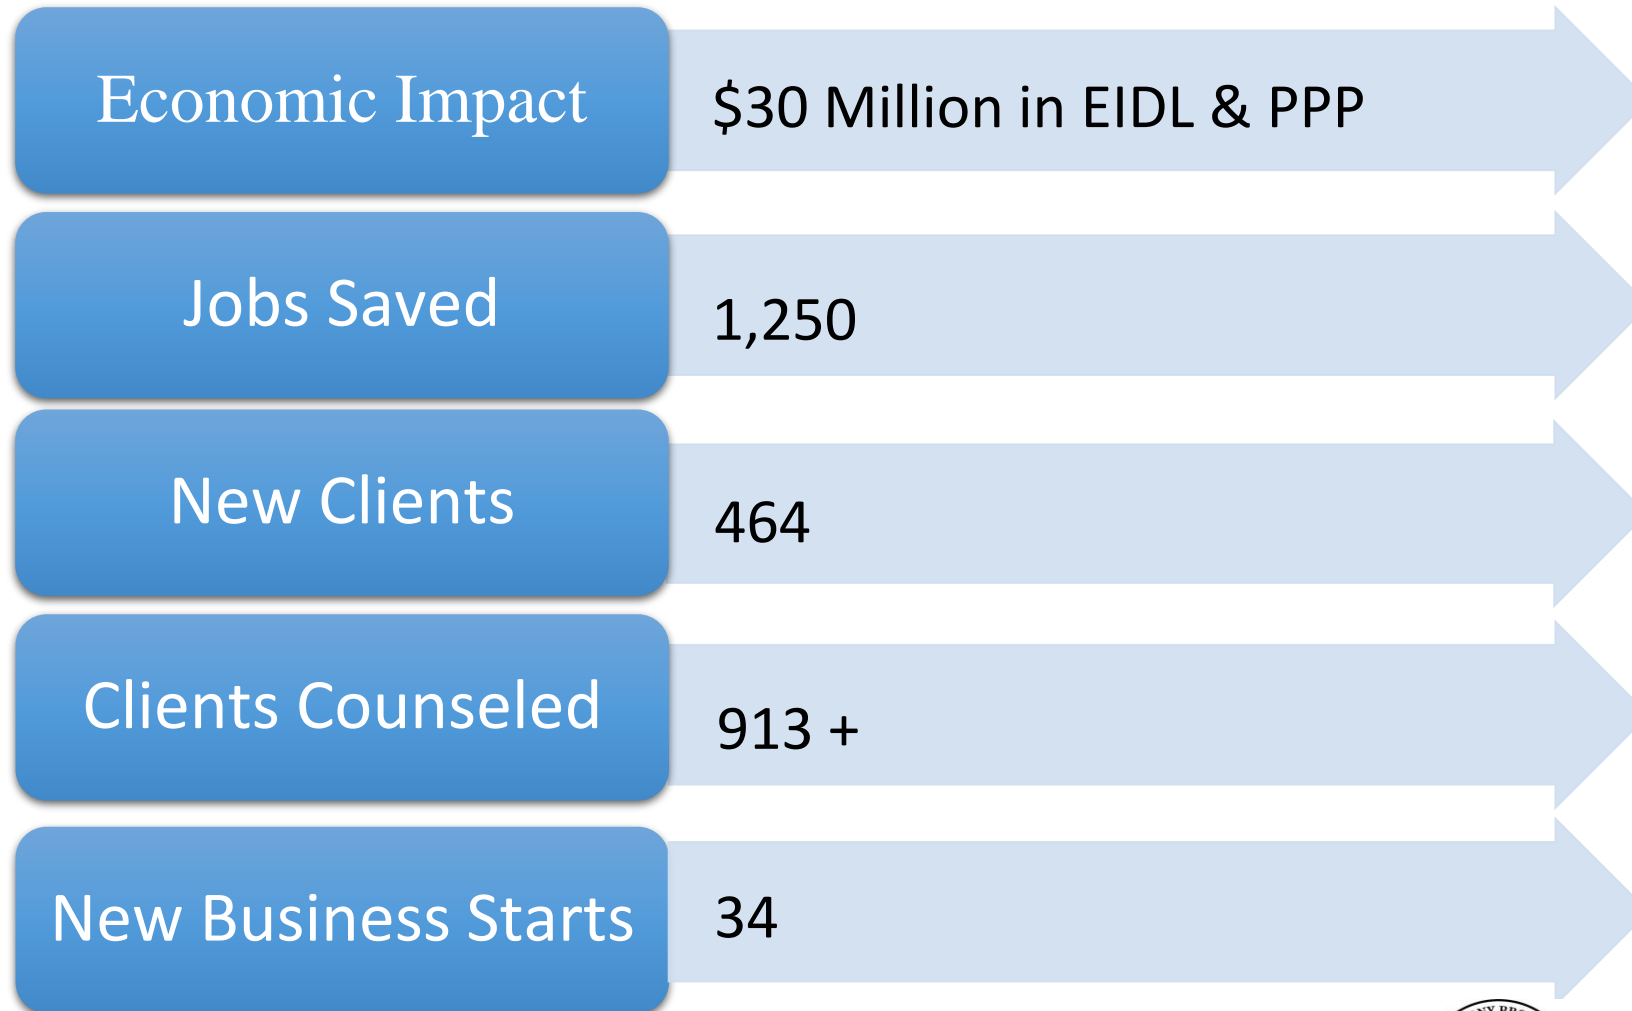 Economic Impact
$30 Million in EIDL & PPP
Jobs Saved
1,250
New Clients
464
Clients Counseled
913 +
New Business Starts
34